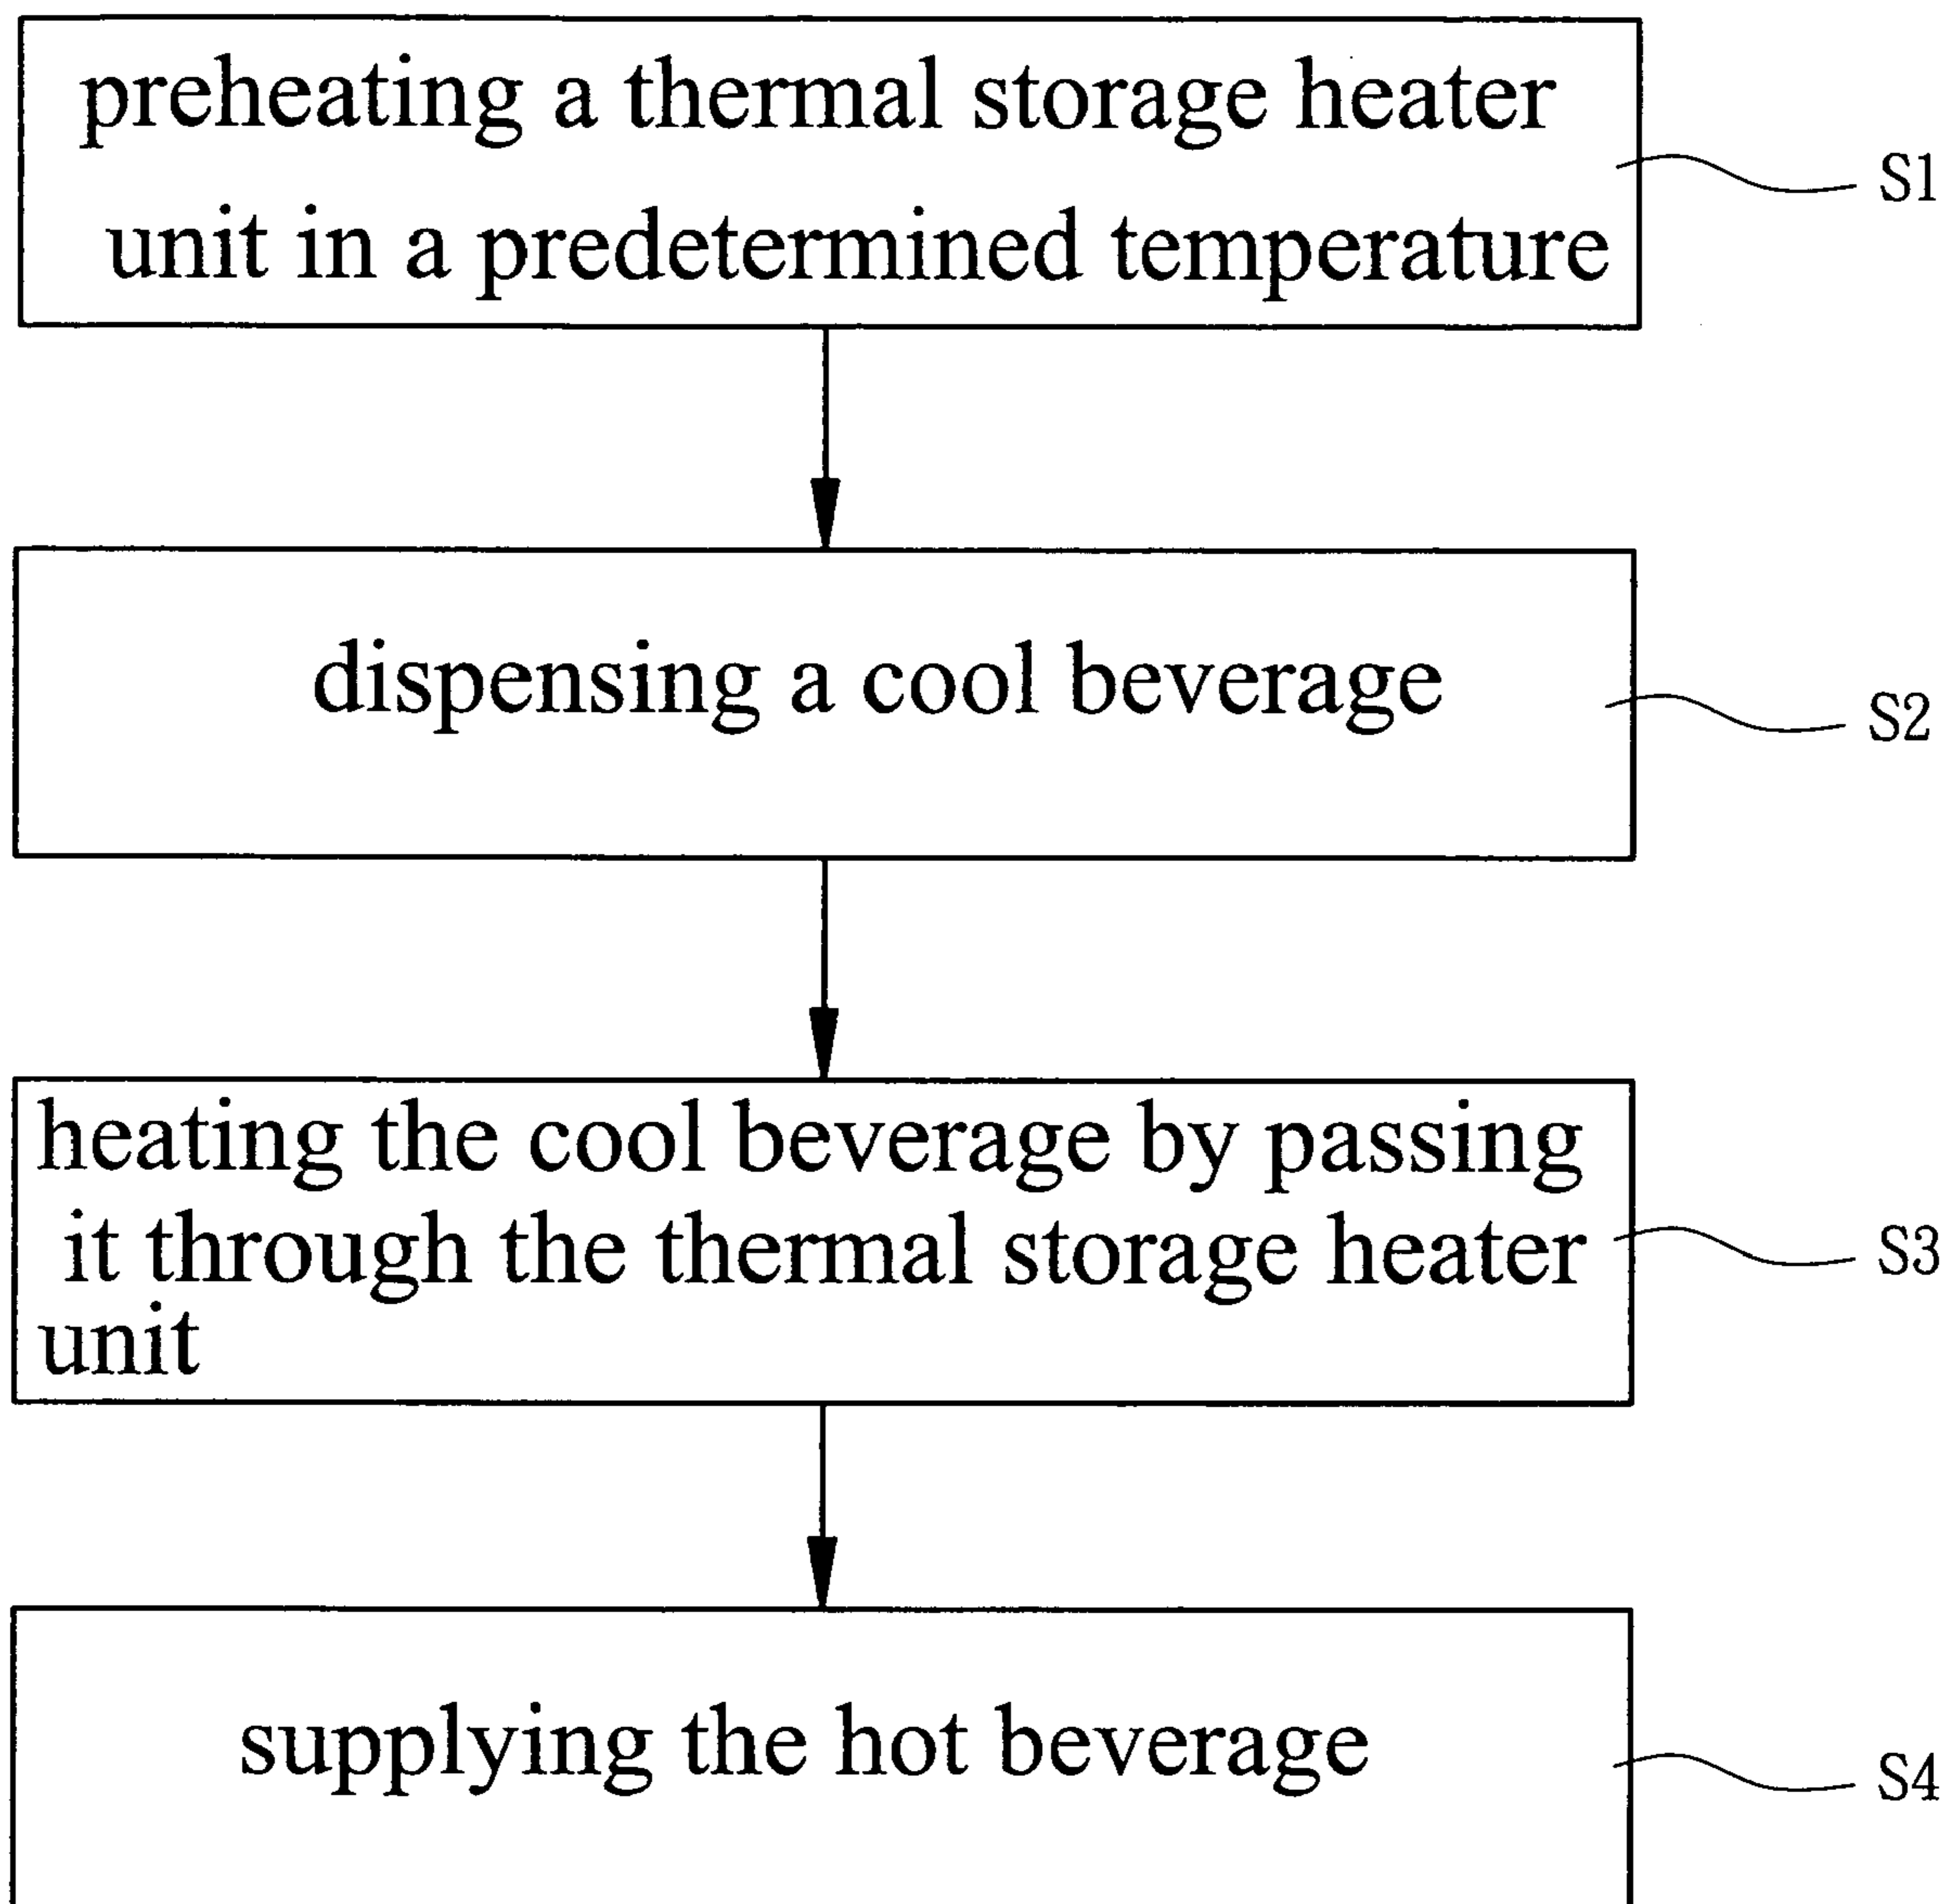 preheating a thermal storage heater
unit in a predetermined temperature
S1
dispensing a cool beverage
S2
heating the cool beverage by passing
it through the thermal storage heater
unit
S3
supplying the hot beverage
S4